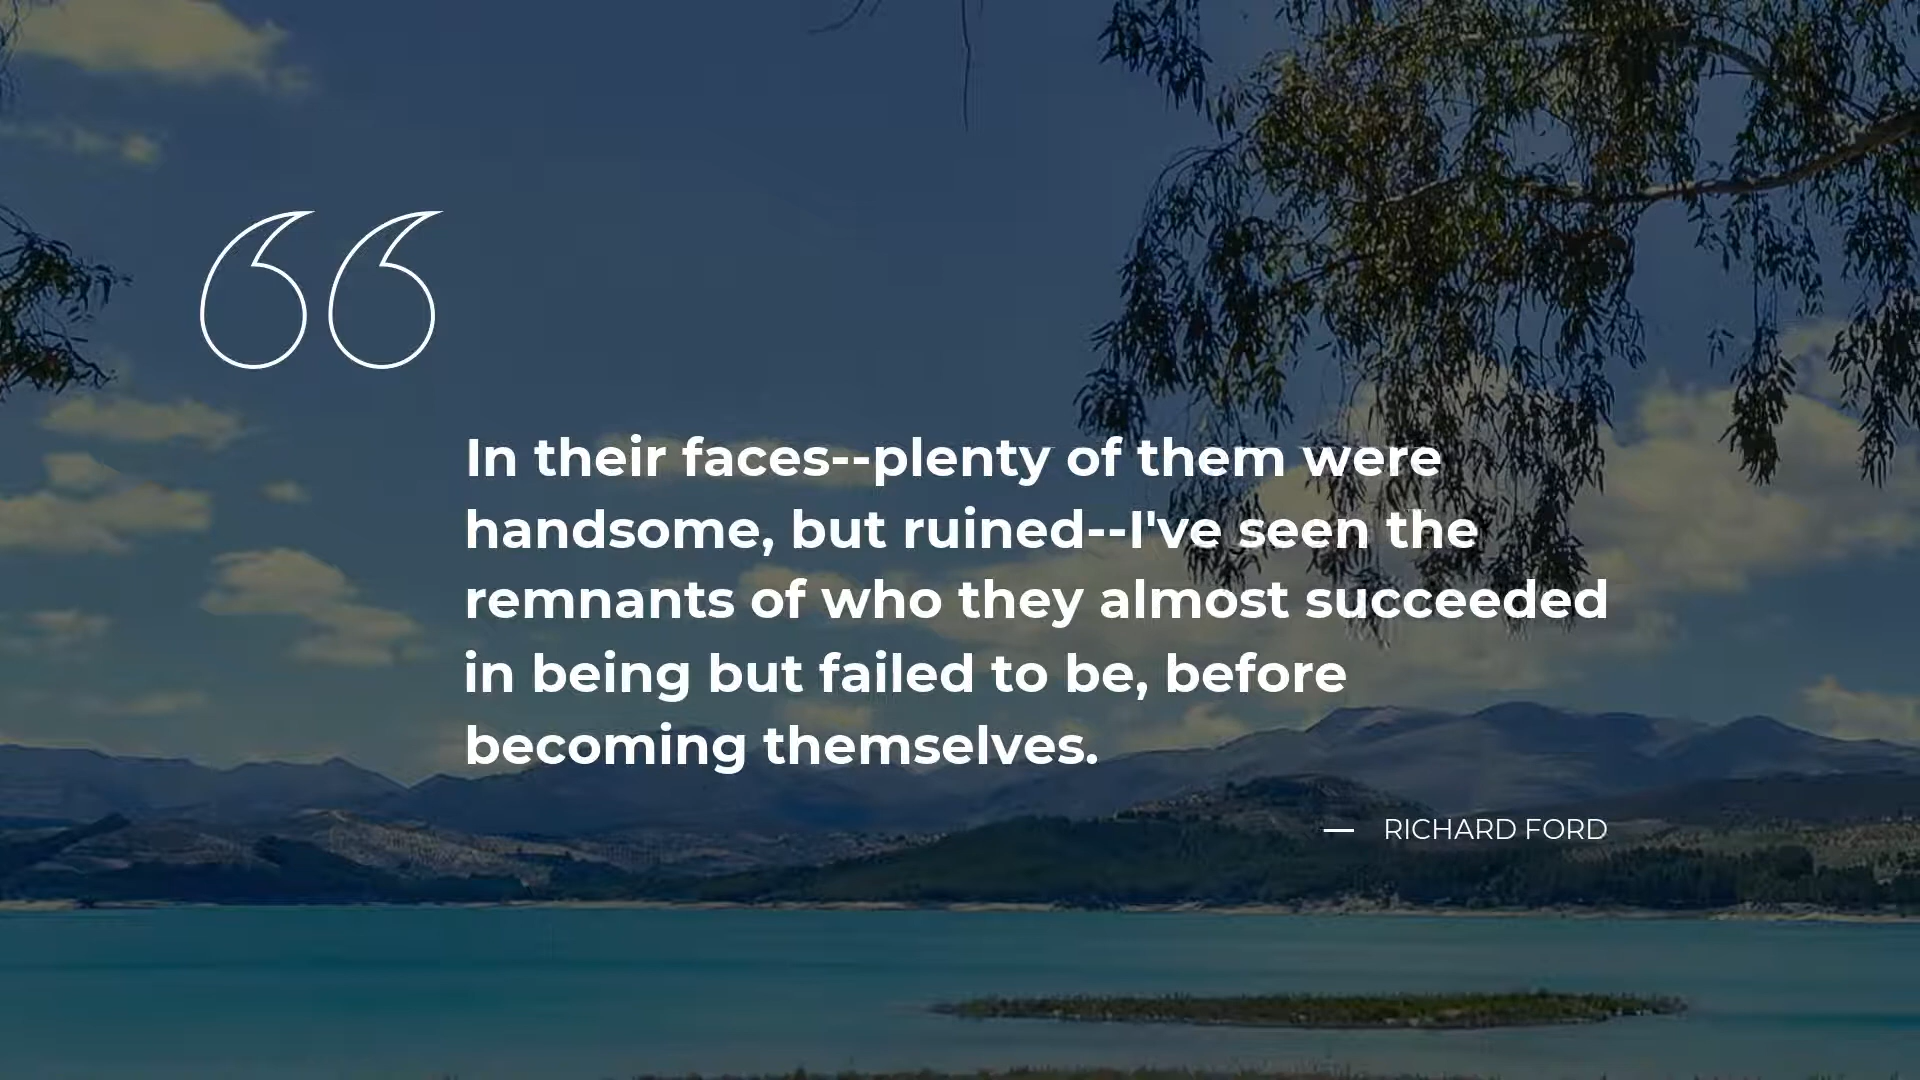 In their faces--plenty of them were
handsome, but ruined--I've seen the
remnants of who they almost succeeded
in being but failed to be, before
becoming themselves.
— RICHARD FORD